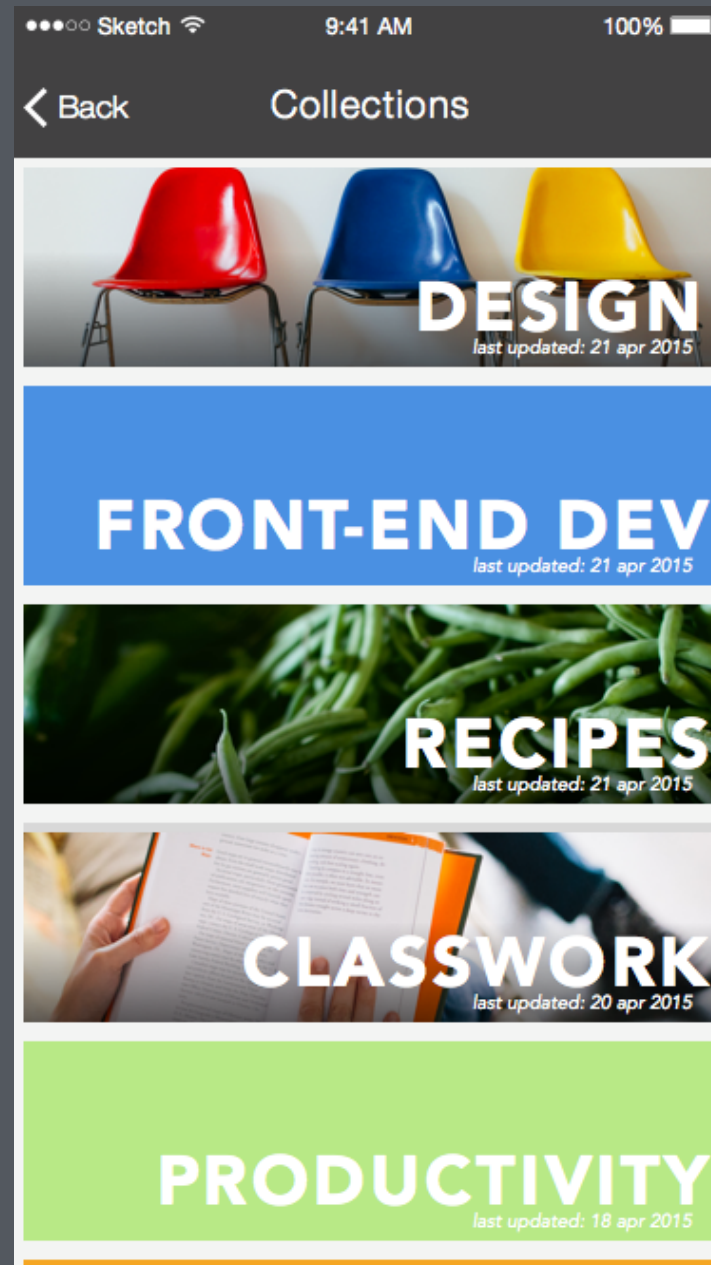 Sketch 9:41 AM 100%
Back Collections
DESIGN
last updated: 21 apr 2015
FRONT-END DEV
last updated: 21 apr 2015
RECIPES
last updated: 21 apr 2015
CLASSWORK
last updated: 20 apr 2015
PRODUCTIVITY
last updated: 18 apr 2015